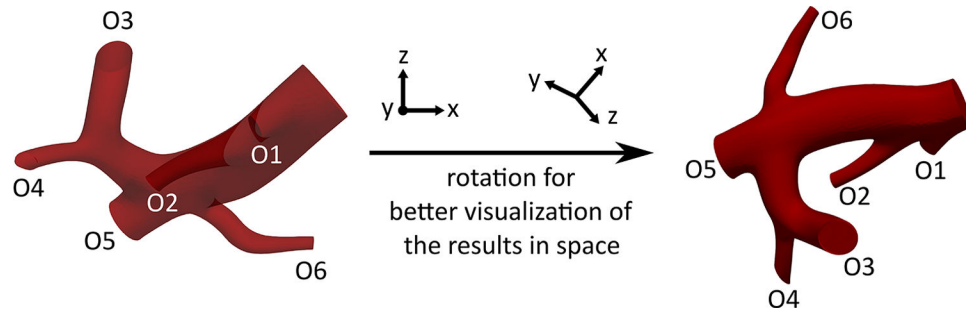 O3
O4
O5
O2
O1
O6
z
y
x
x
y
z
rotation for
better visualization of
the results in space
O6
O5
O2
O1
O3
O4